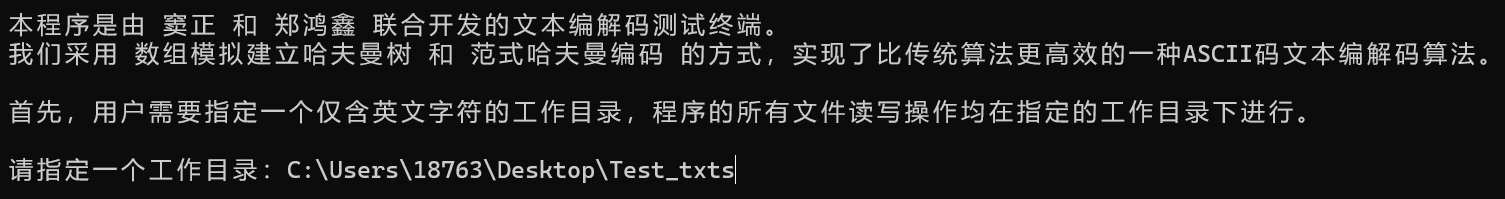 本程序是由 窦正 和 郑鸿鑫 联合开发的文本编解码测试终端。
我们采用 数组模拟建立哈夫曼树 和 范式哈夫曼编码 的方式，实现了比传统算法更高效的一种ASCII码文本编解码算法。
首先，用户需要指定一个仅含英文字符的工作目录，程序的所有文件读写操作均在指定的工作目录下进行。
请指定一个工作目录：C:\Users\18763\Desktop\Test_txts